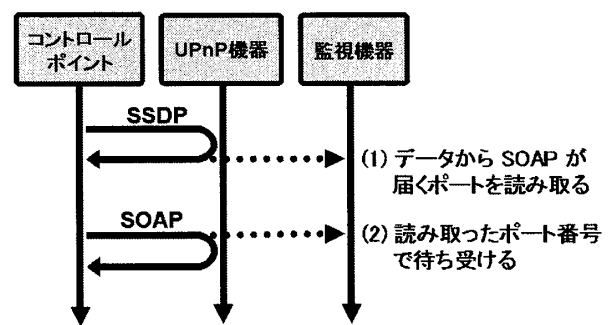 コントロール
ポイント
UPnP機器
監視機器
SSDP
(1) データから SOAP が
届くポートを読み取る
SOAP
(2) 読み取ったポート番号
で待ち受ける